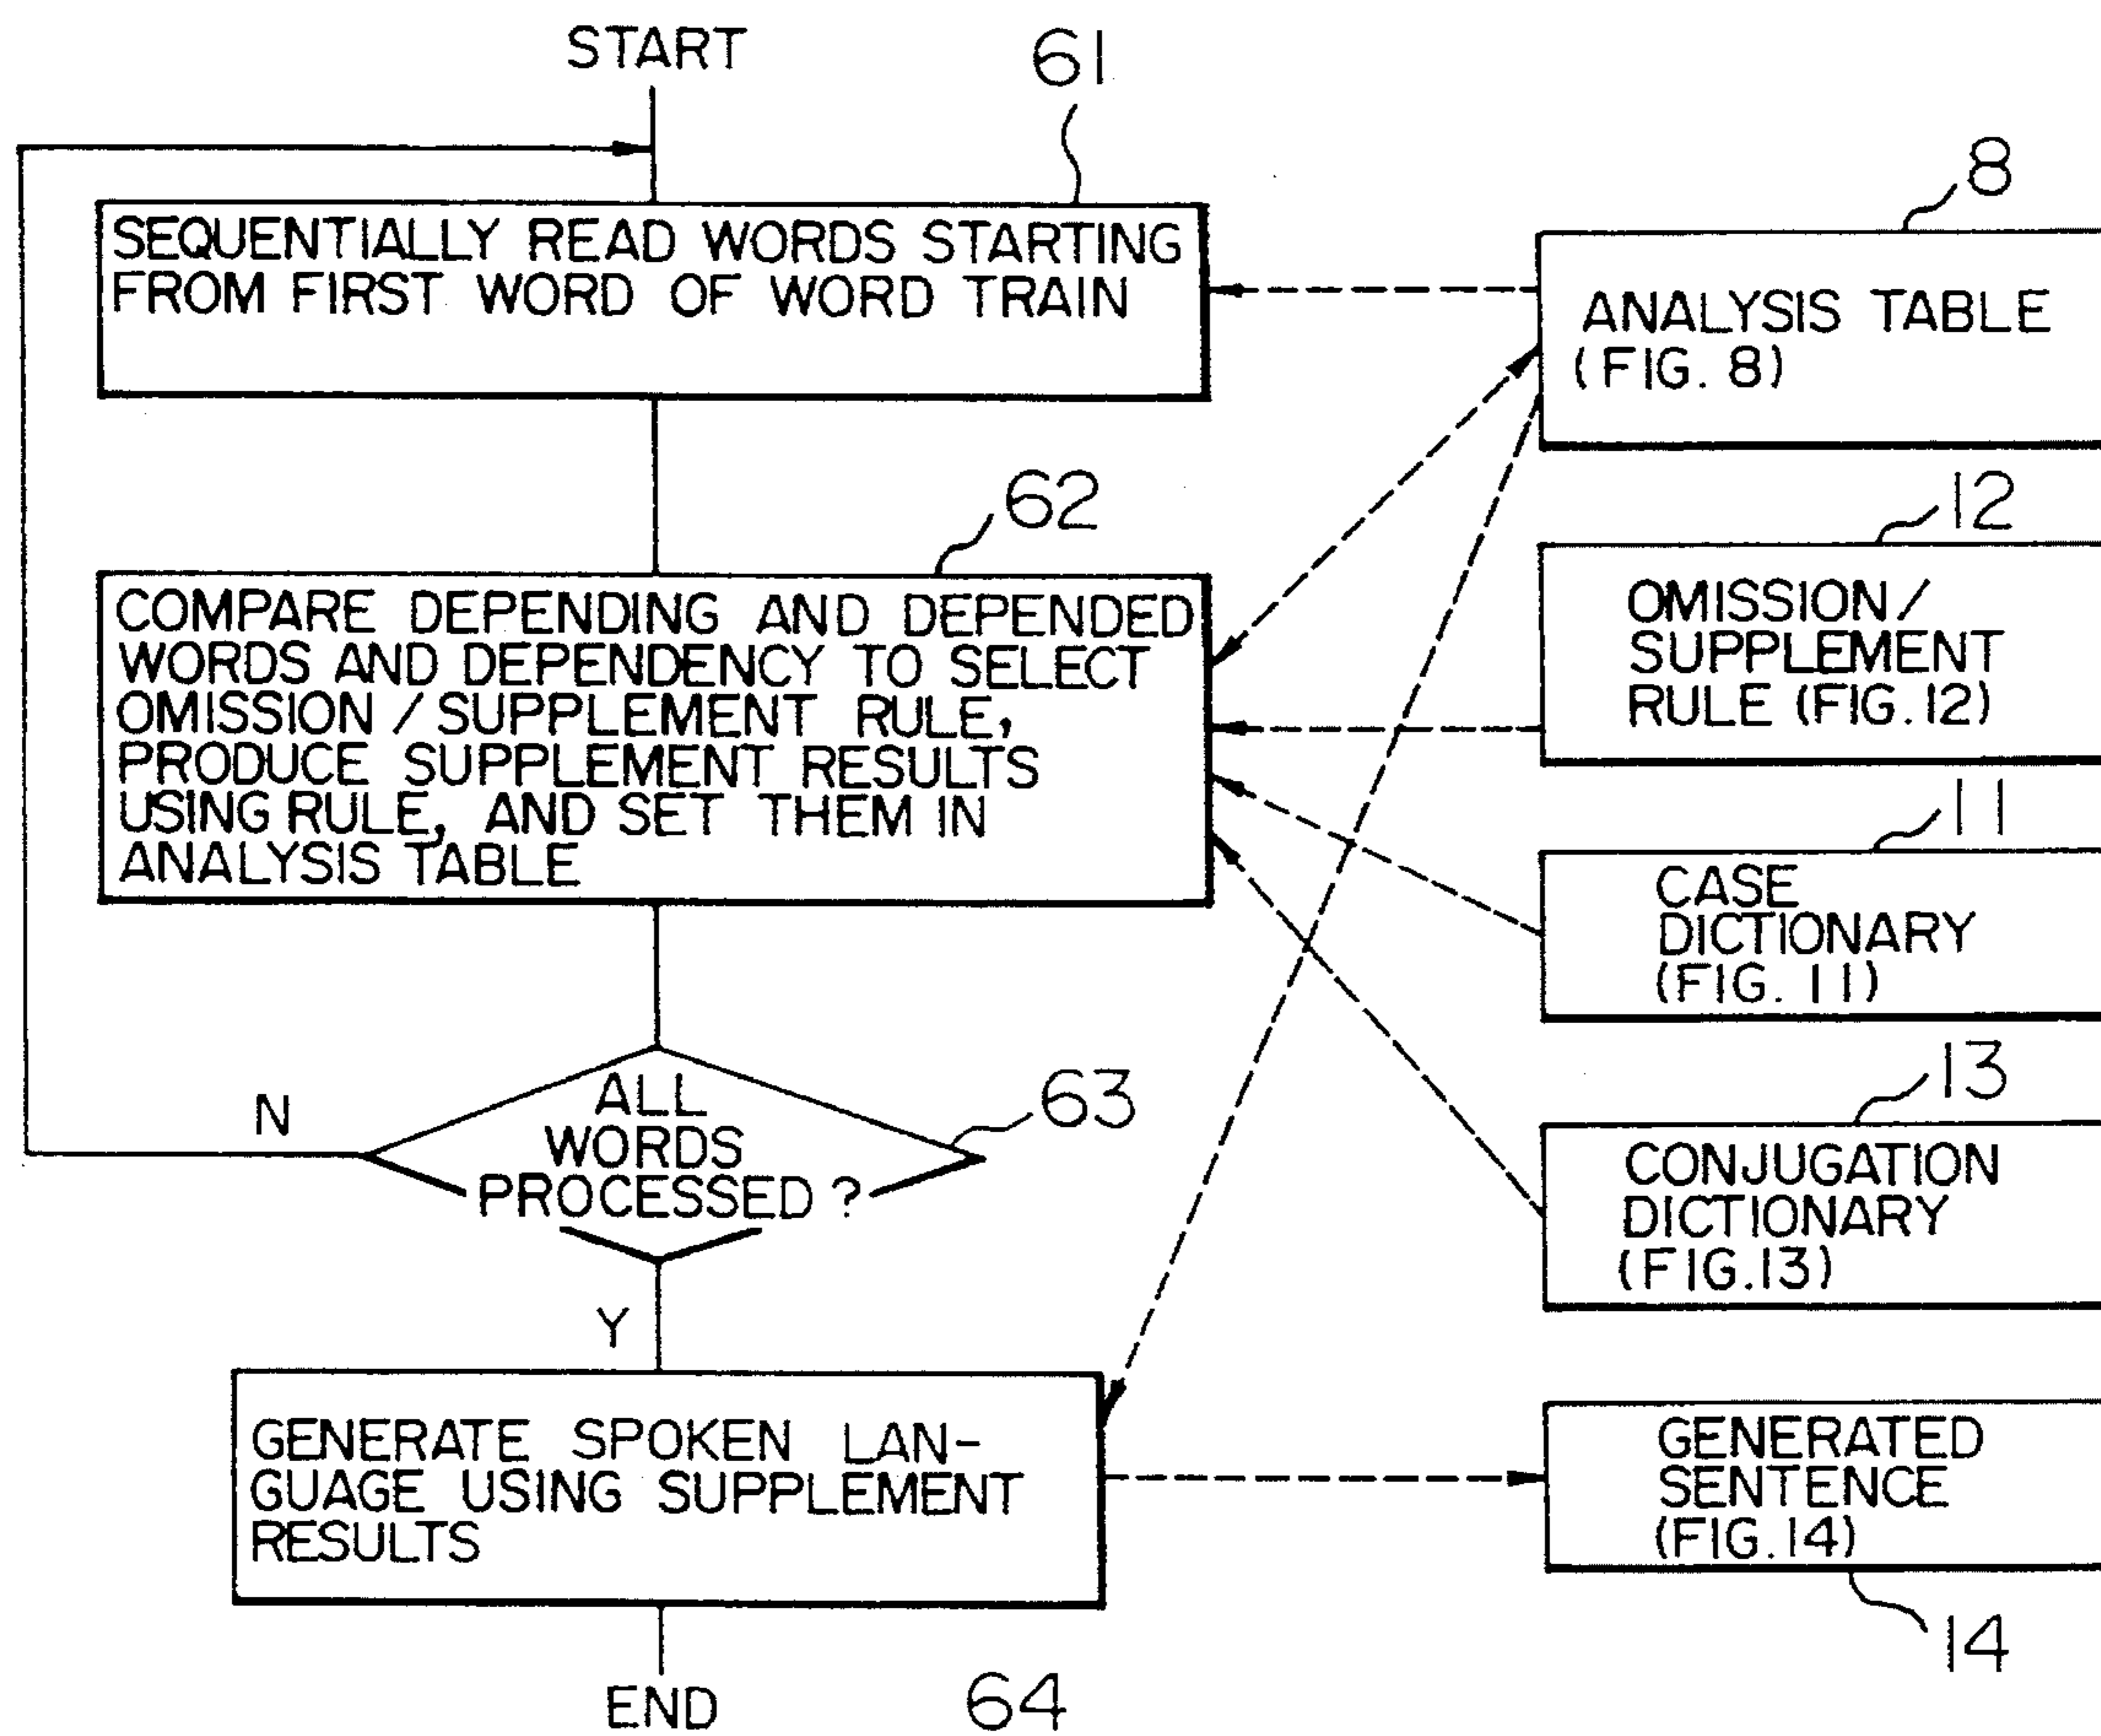 START
61
SEQUENTIALLY READ WORDS STARTING
FROM FIRST WORD OF WORD TRAIN
8
ANALYSIS TABLE
(FIG. 8)
62
COMPARE DEPENDING AND DEPENDED
WORDS AND DEPENDENCY TO SELECT
OMISSION/SUPPLEMENT RULE,
PRODUCE SUPPLEMENT RESULTS
USING RULE, AND SET THEM IN
ANALYSIS TABLE
12
OMISSION/
SUPPLEMENT
RULE (FIG. 12)
11
CASE
DICTIONARY
(FIG. 11)
63
ALL
WORDS
PROCESSED ?
N
Y
13
CONJUGATION
DICTIONARY
(FIG.13)
GENERATE SPOKEN LAN-
GUAGE USING SUPPLEMENT
RESULTS
64
GENERATED
SENTENCE
(FIG.14)
14
END